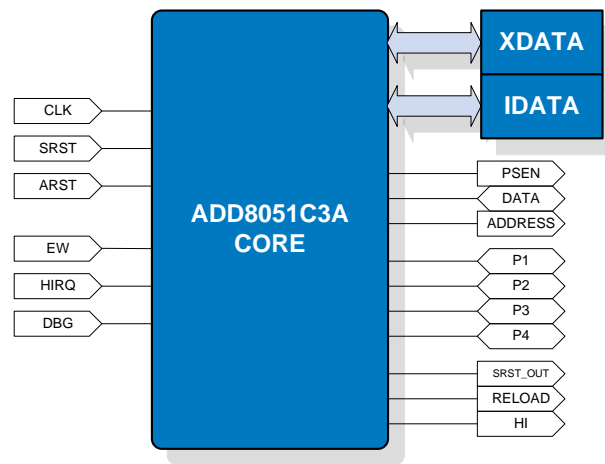 XDATA
IDATA
CLK
SRST
ARST
EW
HIRQ
DBG
ADD8051C3A
CORE
PSEN
DATA
ADDRESS
P1
P2
P3
P4
SRST_OUT
RELOAD
HI